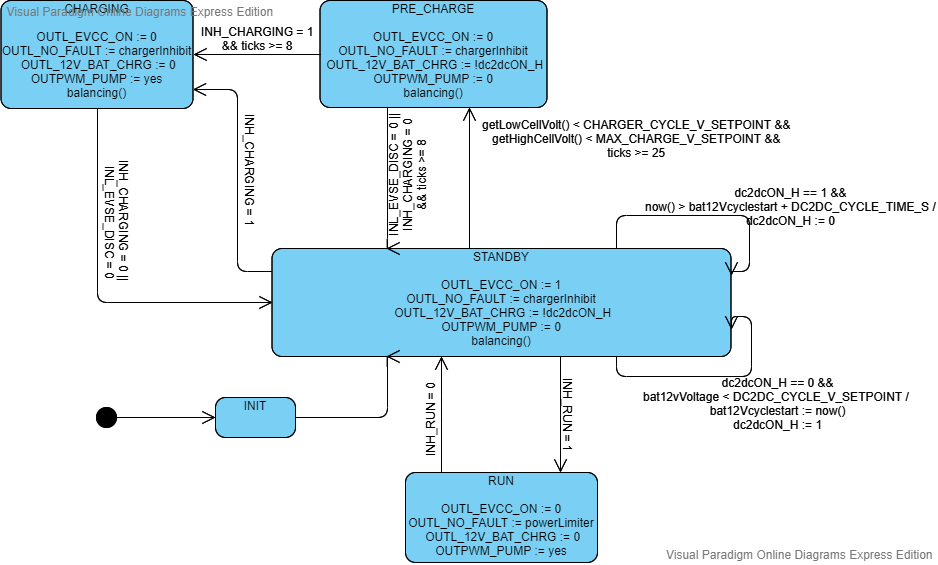 Visual Paradigm Online Diagrams Express Edition
CHARGING
OUTL_EVCC_ON := 0
OUTL_NO_FAULT := chargerInhibit
OUTL_12V_BAT_CHRG := 0
OUTPWM_PUMP := yes
balancing()
INH_CHARGING = 1
&& ticks >= 8
PRE_CHARGE
OUTL_EVCC_ON := 0
OUTL_NO_FAULT := chargerInhibit
OUTL_12V_BAT_CHRG := !dc2dcON_H
OUTPWM_PUMP := 0
balancing()
INH_CHARGING = 0 ||
INL_EVSE_DISC = 0
INH_CHARGING = 1
INL_EVSE_DISC = 0 ||
INH_CHARGING = 0
&& ticks >= 8
getLowCellVolt() < CHARGER_CYCLE_V_SETPOINT &&
getHighCellVolt() < MAX_CHARGE_V_SETPOINT &&
ticks >= 25
dc2dcON_H == 1 &&
now() > bat12Vcyclestart + DC2DC_CYCLE_TIME_S /
dc2dcON_H := 0
STANDBY
OUTL_EVCC_ON := 1
OUTL_NO_FAULT := chargerInhibit
OUTL_12V_BAT_CHRG := !dc2dcON_H
OUTPWM_PUMP := 0
balancing()
dc2dcON_H == 0 &&
bat12vVoltage < DC2DC_CYCLE_V_SETPOINT /
bat12Vcyclestart := now()
dc2dcON_H := 1
INIT
INH_RUN = 0
INH_RUN = 1
RUN
OUTL_EVCC_ON := 0
OUTL_NO_FAULT := powerLimiter
OUTL_12V_BAT_CHRG := 0
OUTPWM_PUMP := yes
Visual Paradigm Online Diagrams Express Edition